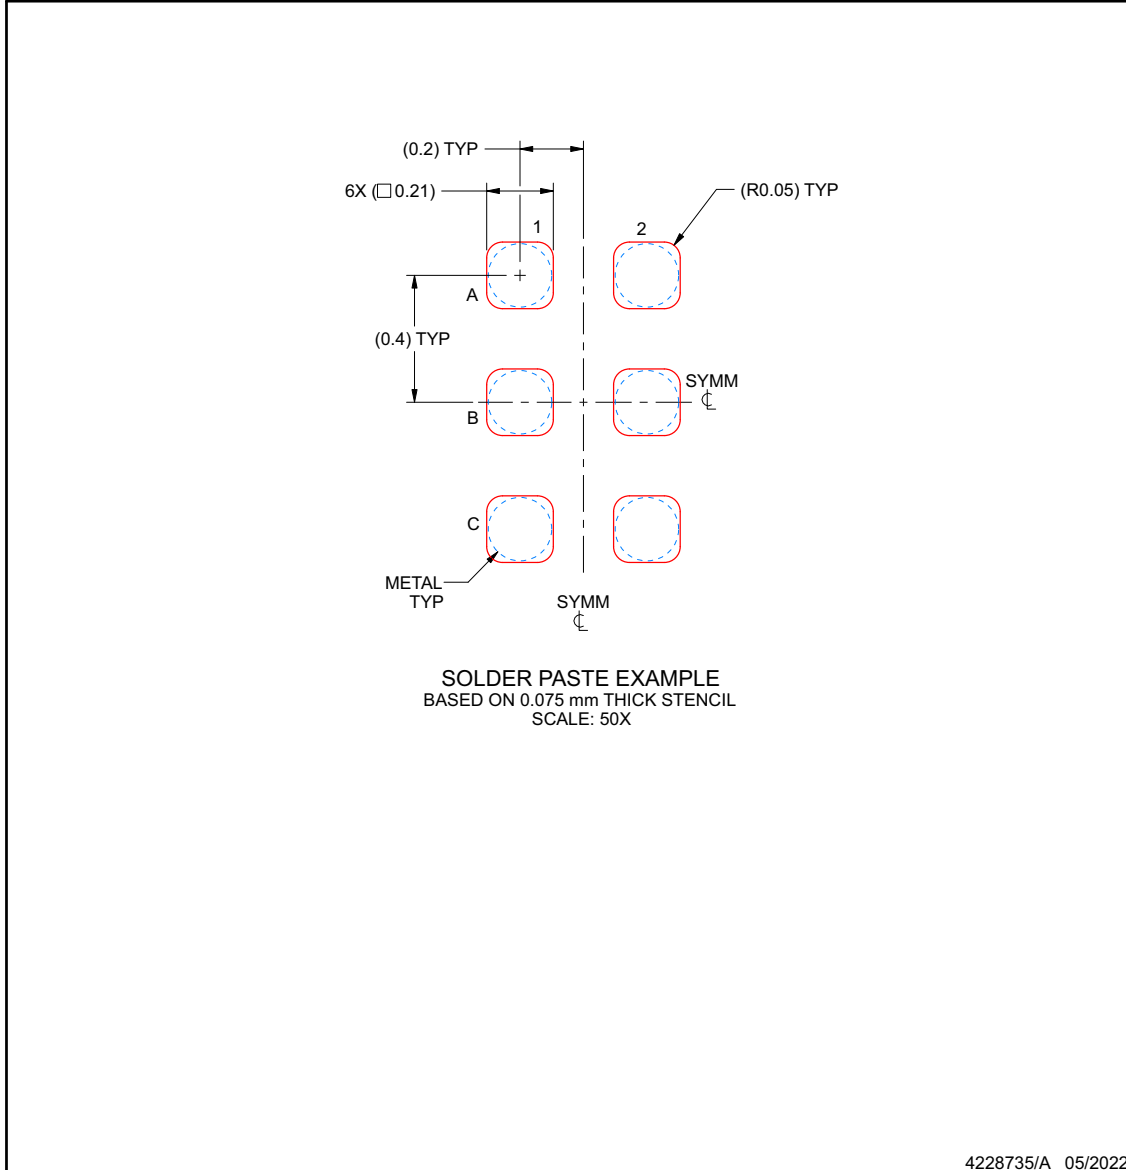 (0.2) TYP
6X (□ 0.21)
(R0.05) TYP
1
2
A
(0.4) TYP
SYMM
℄
B
C
METAL
TYP
SYMM
℄
SOLDER PASTE EXAMPLE
BASED ON 0.075 mm THICK STENCIL
SCALE: 50X
4228735/A 05/2022